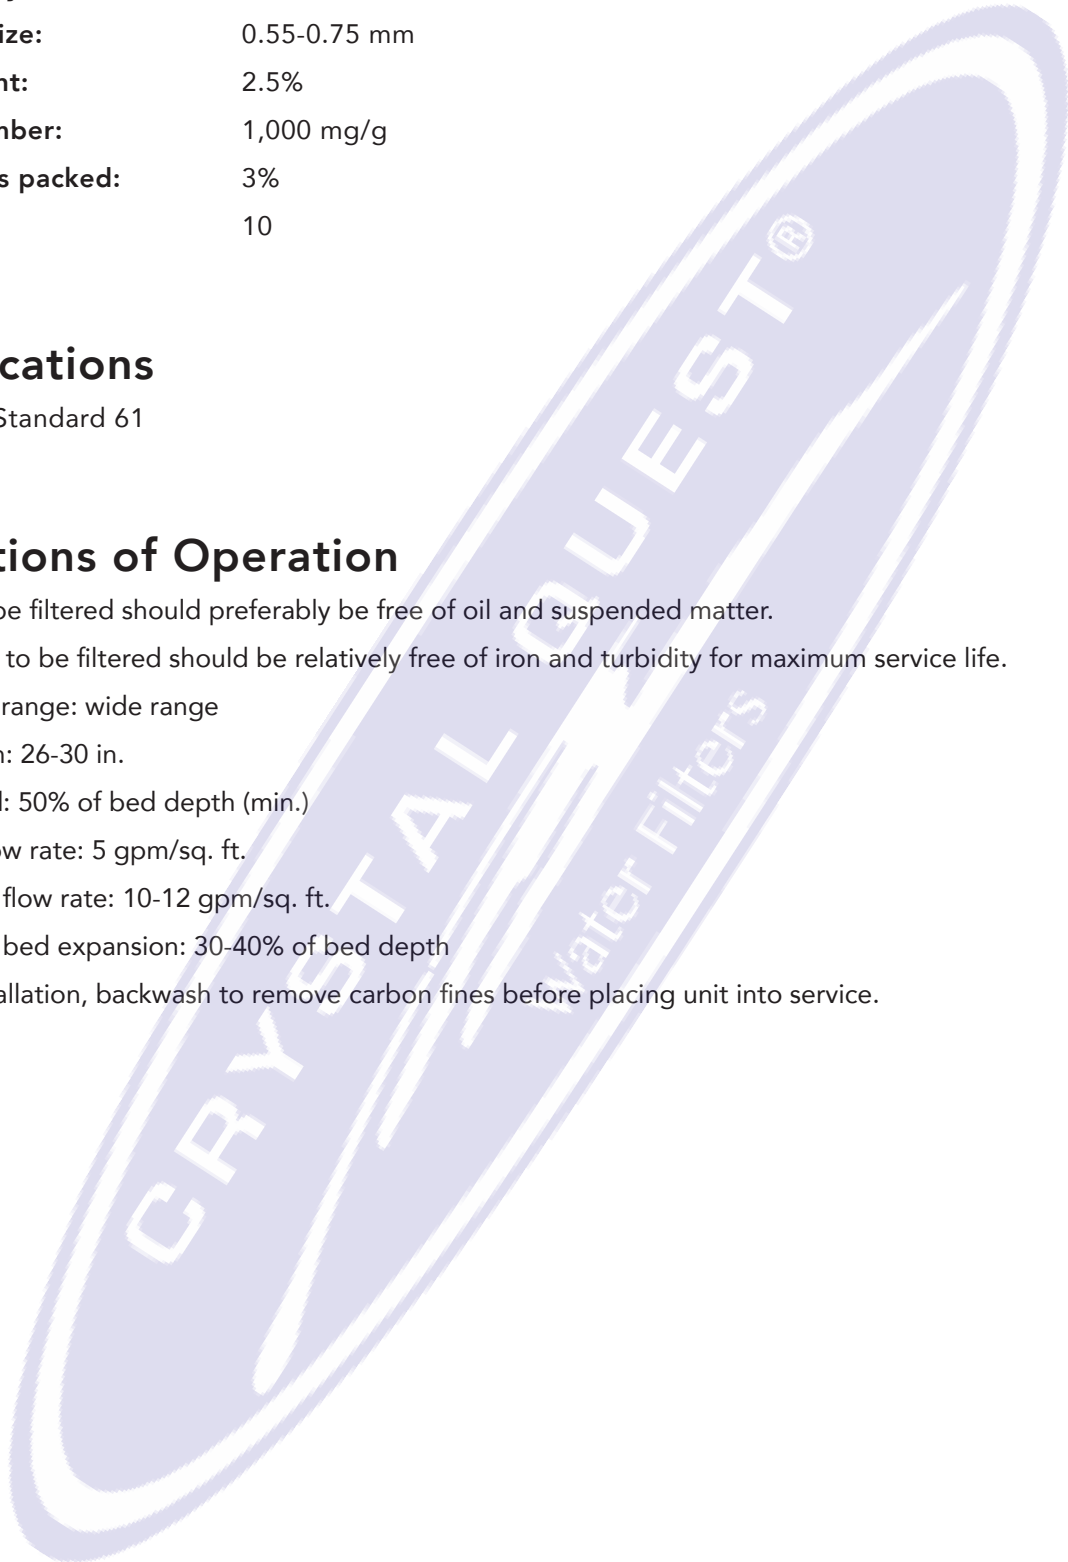 ize: 0.55-0.75 mm
nt: 2.5%
nber: 1,000 mg/g
s packed: 3%
10
cations
Standard 61
tions of Operation
be filtered should preferably be free of oil and suspended matter.
to be filtered should be relatively free of iron and turbidity for maximum service life.
range: wide range
n: 26-30 in.
l: 50% of bed depth (min.)
ow rate: 5 gpm/sq. ft.
flow rate: 10-12 gpm/sq. ft.
bed expansion: 30-40% of bed depth
allation, backwash to remove carbon fines before placing unit into service.
CRYSTAL QUEST®
Water Filters